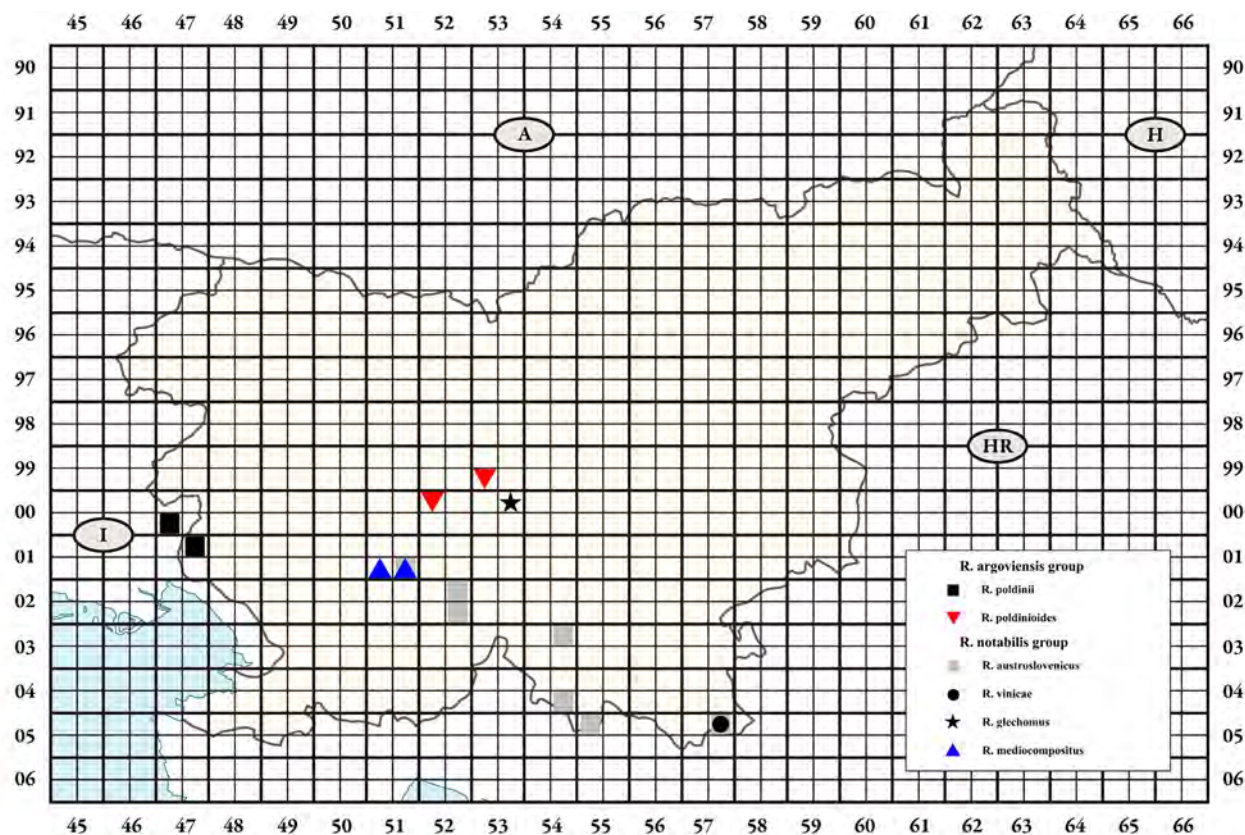 45 46 47 48 49 50 51 52 53 54 55 56 57 58 59 60 61 62 63 64 65 66
90 90
91 A H 91
92 92
93 93
94 94
95 95
96 96
97 97
98 HR 98
99 99
00 00
I
01 01
R. argoviensis group
R. poldinii
02 02
R. poldinioides
R. notabilis group
03 03
R. austroslovenicus
04 R. vinicae 04
R. glechomus
05 05
R. mediocompositus
06 06
45 46 47 48 49 50 51 52 53 54 55 56 57 58 59 60 61 62 63 64 65 66